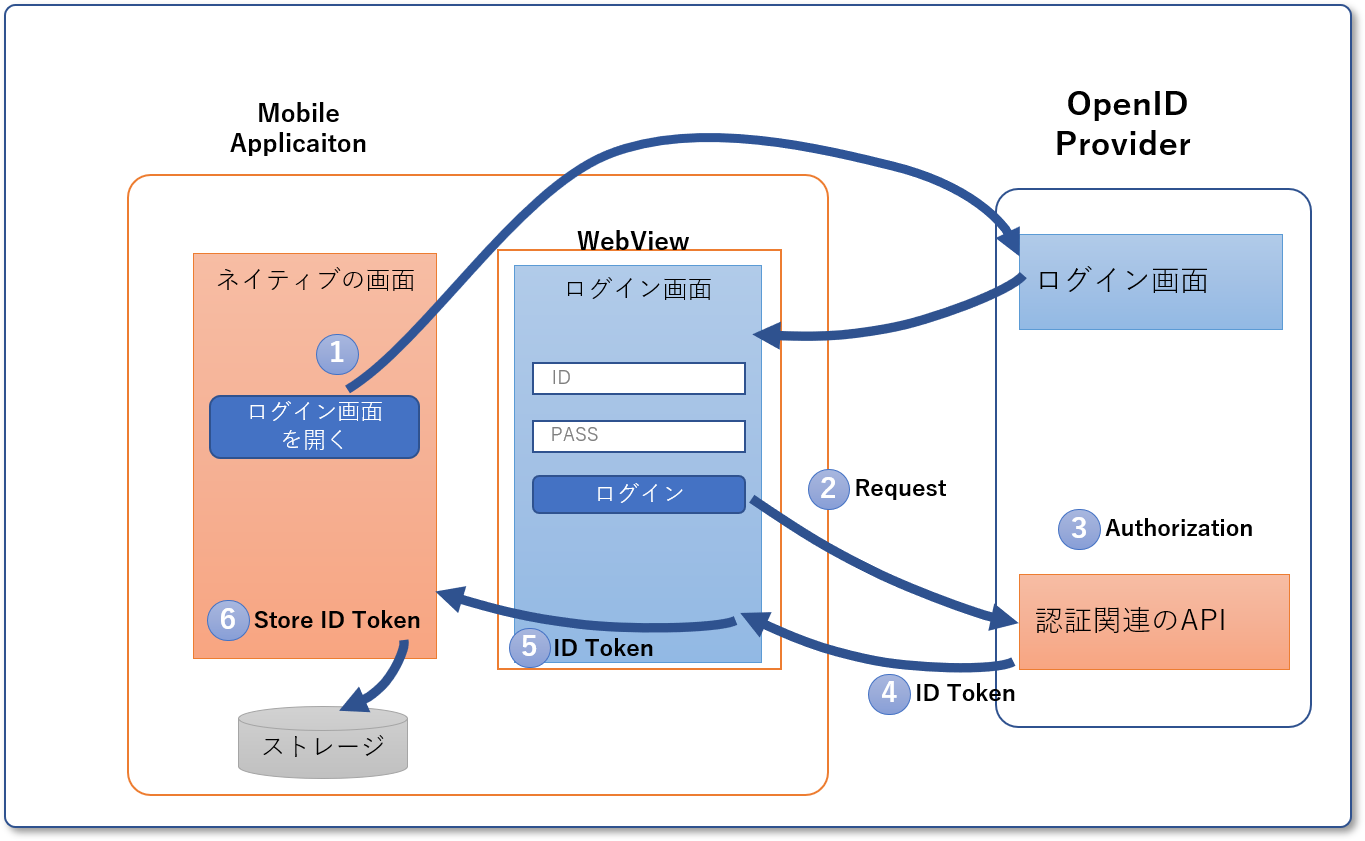 Mobile
Applicaiton
OpenID
Provider
WebView
ネイティブの画面
1
ログイン画面
を開く
6 Store ID Token
ストレージ
ログイン画面
ID
PASS
ログイン
5 ID Token
2 Request
4 ID Token
ログイン画面
3 Authorization
認証関連のAPI